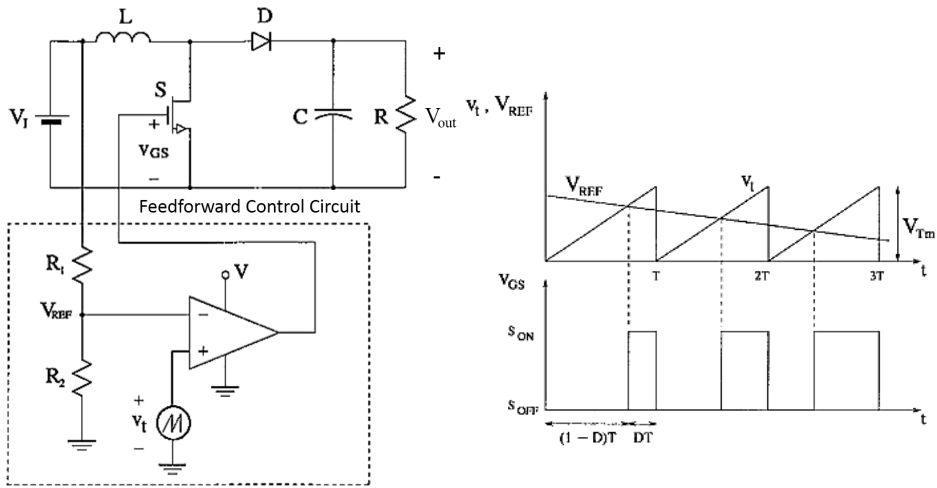 L
D
S
V_I
+
v_GS
−
C
R
+
V_out
-
Feedforward Control Circuit
R_1
V
V_REF
−
+
R_2
+
v_t
−
v_t , V_REF
V_REF
v_t
V_Tm
T
2T
3T
t
v_GS
S_ON
S_OFF
t
(1 − D)T
DT